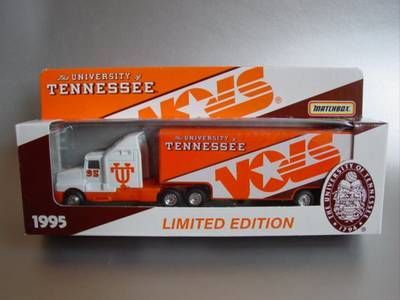 The UNIVERSITY of
TENNESSEE
VOLS
MATCHBOX
The UNIVERSITY of
TENNESSEE
VOLS
95
UT
1995
LIMITED EDITION
THE UNIVERSITY OF TENNESSEE
1794